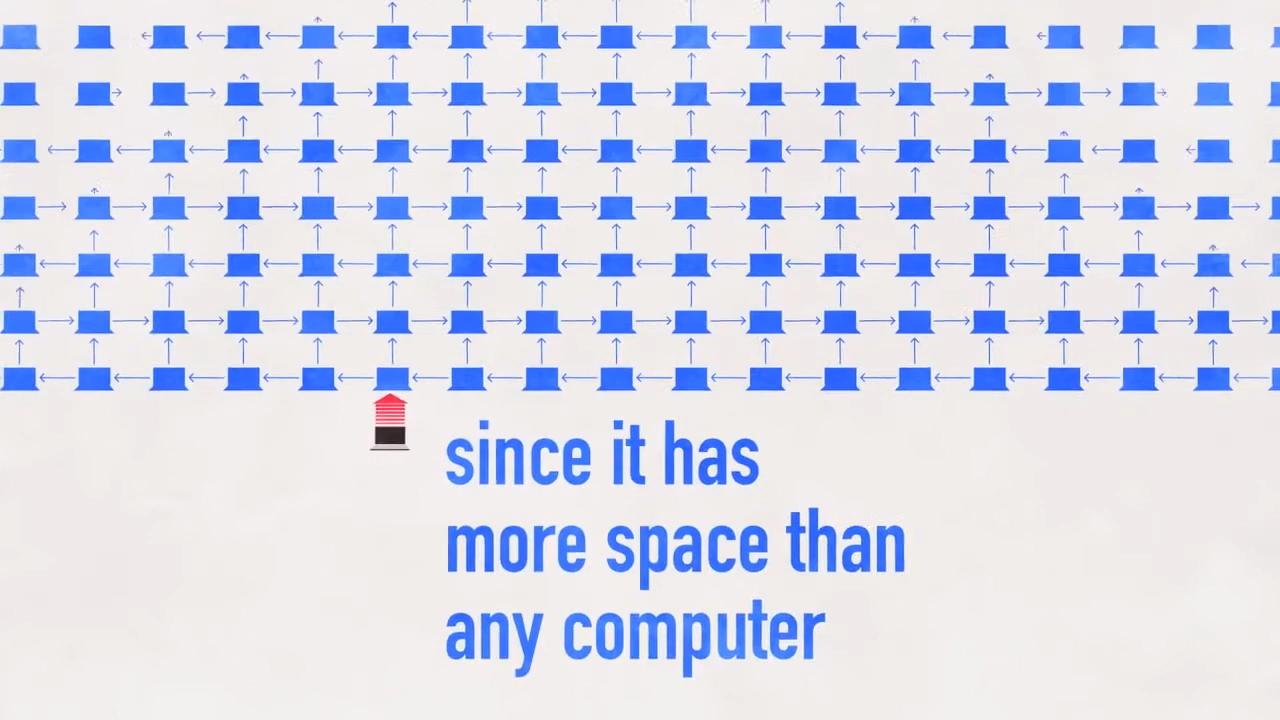 since it has
more space than
any computer